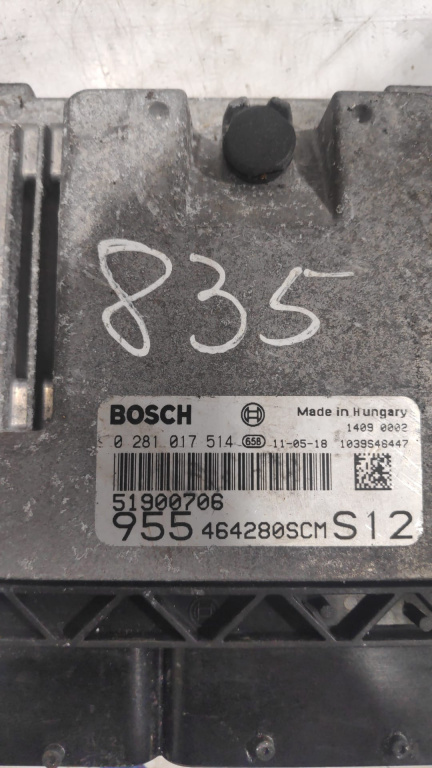 835
BOSCH Made in Hungary
1409 0002
0 281 017 514 658 11-05-18 1039S48447
51900706
955 464280SCM S12